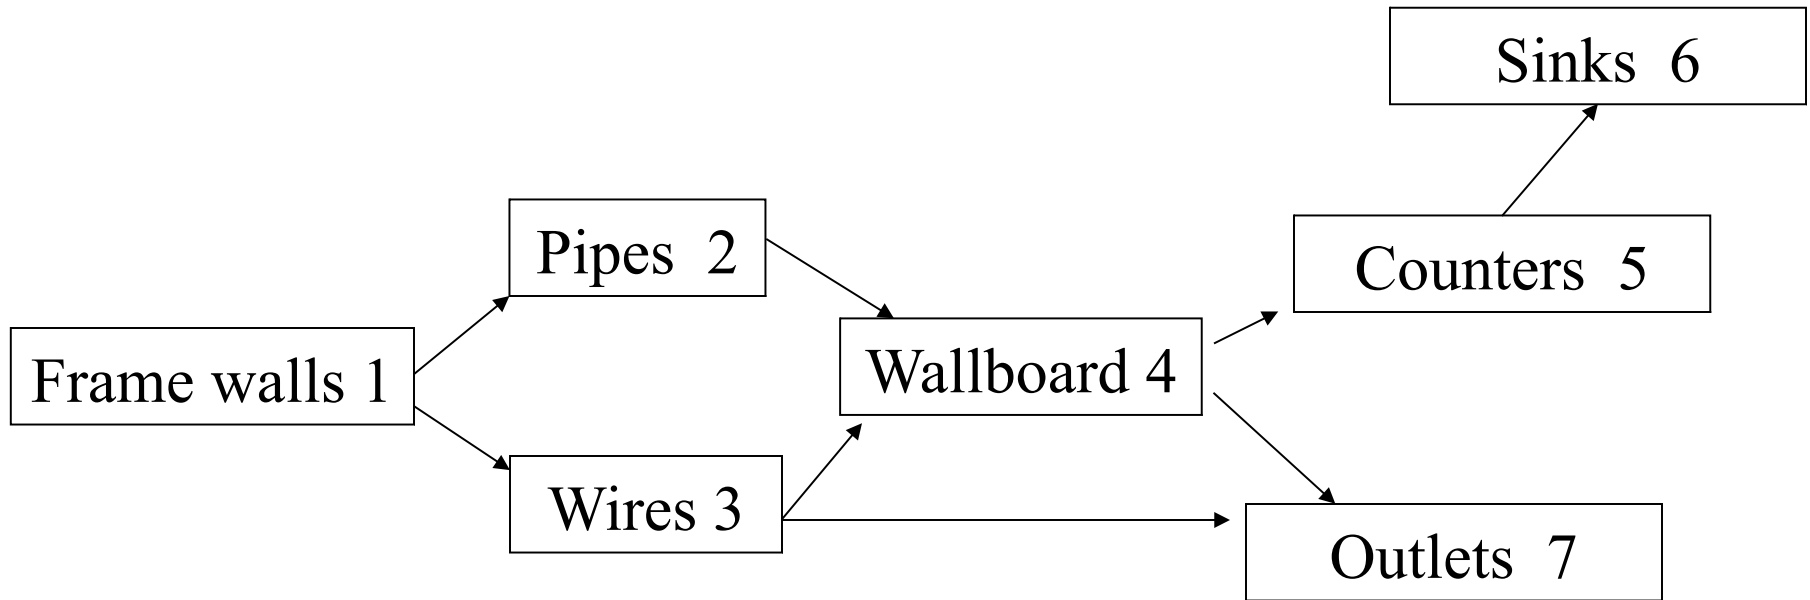 Sinks 6
Counters 5
Pipes 2
Wallboard 4
Frame walls 1
Wires 3
Outlets 7